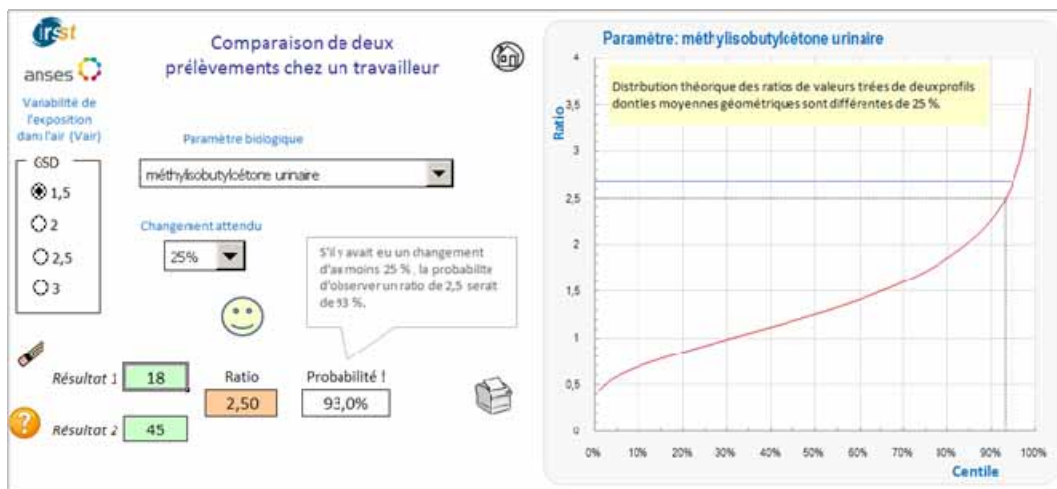 irsst
anses
Comparaison de deux
prélèvements chez un travailleur
Variabilité de
l'exposition
dans l'air (Vair)
GSD
1,5
2
2,5
3
Paramètre biologique
méthylisobutylcétone urinaire
Changement attendu
25%
S'il y avait eu un changement
d'au moins 25 %, la probabilite
d'observer un ratio de 2,5 serait
de 93 %.
Résultat 1
18
Ratio
2,50
Probabilité !
93,0%
?
Résultat 2
45
Paramètre: méthylisobutylcétone urinaire
Distribution théorique des ratios de valeurs tirées de deux profils
dont les moyennes géométriques sont différentes de 25 %.
Ratio
4
3,5
3
2,5
2
1,5
1
0,5
0
0% 10% 20% 30% 40% 50% 60% 70% 80% 90% 100%
Centile